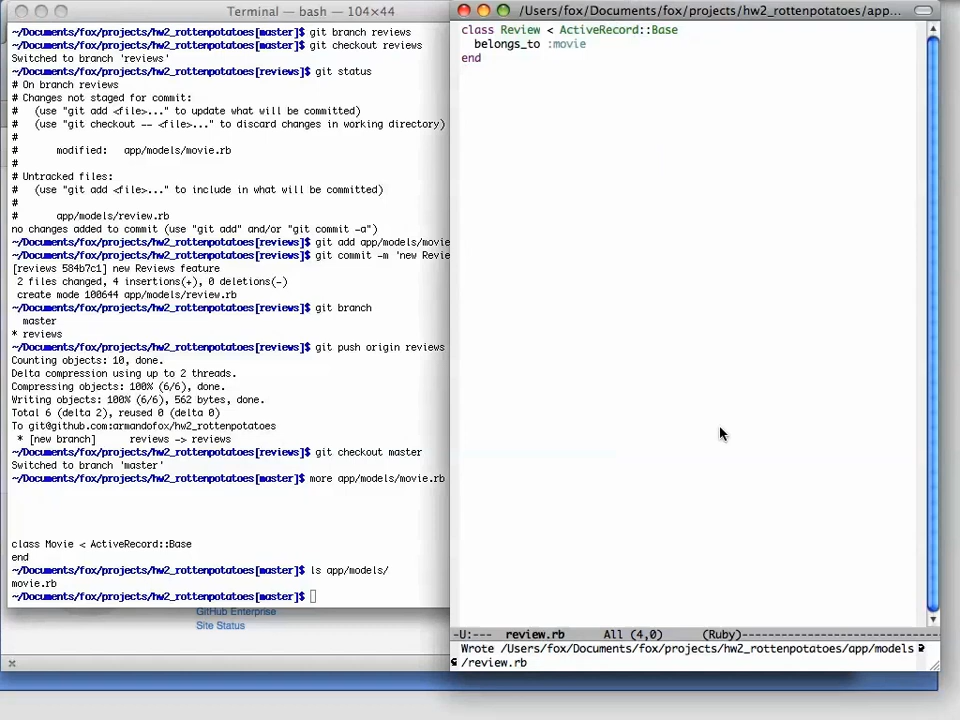 Terminal — bash — 104×44
~/Documents/fox/projects/hw2_rottenpotatoes[master]$ git branch reviews
~/Documents/fox/projects/hw2_rottenpotatoes[master]$ git checkout reviews
Switched to branch 'reviews'
~/Documents/fox/projects/hw2_rottenpotatoes[reviews]$ git status
# On branch reviews
# Changes not staged for commit:
#   (use "git add <file>..." to update what will be committed)
#   (use "git checkout -- <file>..." to discard changes in working directory)
#
#       modified:   app/models/movie.rb
#
# Untracked files:
#   (use "git add <file>..." to include in what will be committed)
#
#       app/models/review.rb
no changes added to commit (use "git add" and/or "git commit -a")
~/Documents/fox/projects/hw2_rottenpotatoes[reviews]$ git add app/models/movie
~/Documents/fox/projects/hw2_rottenpotatoes[reviews]$ git commit -m 'new Revie
[reviews 584b7c1] new Reviews feature
 2 files changed, 4 insertions(+), 0 deletions(-)
 create mode 100644 app/models/review.rb
~/Documents/fox/projects/hw2_rottenpotatoes[reviews]$ git branch
  master
* reviews
~/Documents/fox/projects/hw2_rottenpotatoes[reviews]$ git push origin reviews
Counting objects: 10, done.
Delta compression using up to 2 threads.
Compressing objects: 100% (6/6), done.
Writing objects: 100% (6/6), 562 bytes, done.
Total 6 (delta 2), reused 0 (delta 0)
To git@github.com:armandofox/hw2_rottenpotatoes
 * [new branch]      reviews -> reviews
~/Documents/fox/projects/hw2_rottenpotatoes[reviews]$ git checkout master
Switched to branch 'master'
~/Documents/fox/projects/hw2_rottenpotatoes[master]$ more app/models/movie.rb
class Movie < ActiveRecord::Base
end
~/Documents/fox/projects/hw2_rottenpotatoes[master]$ ls app/models/
movie.rb
~/Documents/fox/projects/hw2_rottenpotatoes[master]$
GitHub Enterprise
Site Status
/Users/fox/Documents/fox/projects/hw2_rottenpotatoes/app...
class Review < ActiveRecord::Base
  belongs_to :movie
end
-U:---  review.rb      All (4,0)      (Ruby)------------------------------
Wrote /Users/fox/Documents/fox/projects/hw2_rottenpotatoes/app/models
/review.rb